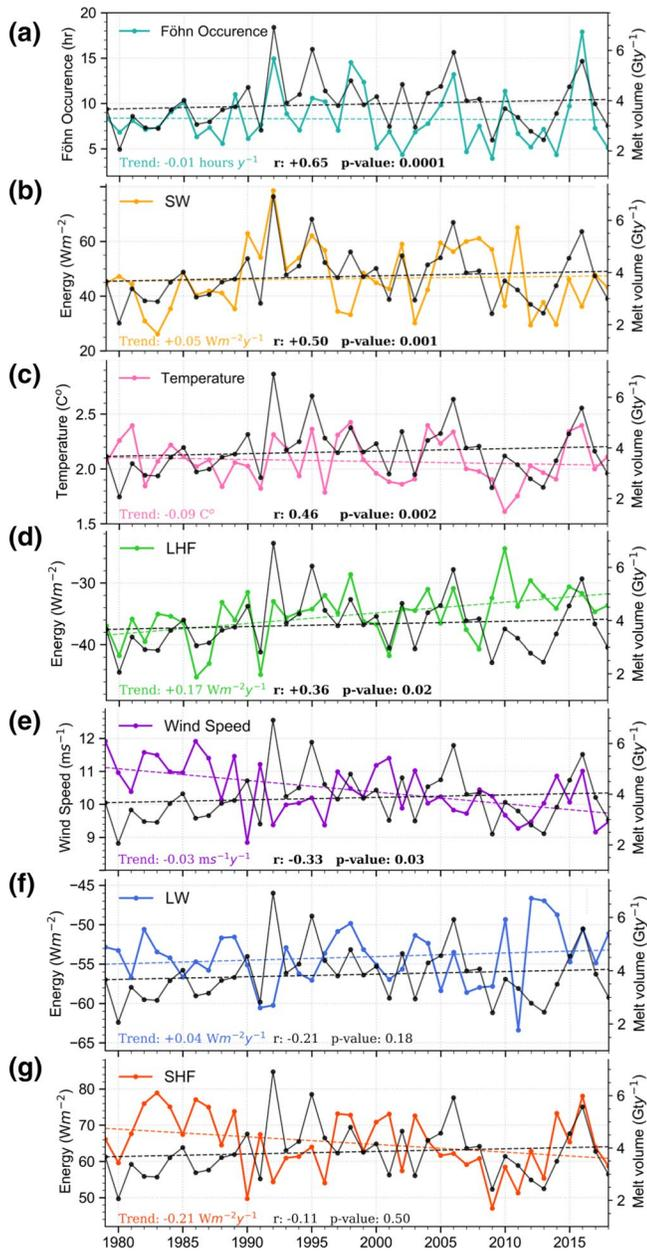 (a)
Föhn Occurence (hr)
20
15
10
5
Föhn Occurence
Trend: -0.01 hours y⁻¹ r: +0.65 p-value: 0.0001
6
4
2
Melt volume (Gty⁻¹)
(b)
Energy (Wm⁻²)
60
40
20
SW
Trend: +0.05 Wm⁻²y⁻¹ r: +0.50 p-value: 0.001
6
4
2
Melt volume (Gty⁻¹)
(c)
Temperature (Cᵒ)
2.5
2.0
1.5
Temperature
Trend: -0.09 Cᵒ r: 0.46 p-value: 0.002
6
4
2
Melt volume (Gty⁻¹)
(d)
Energy (Wm⁻²)
−30
−40
LHF
Trend: +0.17 Wm⁻²y⁻¹ r: +0.36 p-value: 0.02
6
4
2
Melt volume (Gty⁻¹)
(e)
Wind Speed (ms⁻¹)
12
11
10
9
Wind Speed
Trend: -0.03 ms⁻¹y⁻¹ r: -0.33 p-value: 0.03
6
4
2
Melt volume (Gty⁻¹)
(f)
Energy (Wm⁻²)
−45
−50
−55
−60
−65
LW
Trend: +0.04 Wm⁻²y⁻¹ r: -0.21 p-value: 0.18
6
4
2
Melt volume (Gty⁻¹)
(g)
Energy (Wm⁻²)
80
70
60
50
SHF
Trend: -0.21 Wm⁻²y⁻¹ r: -0.11 p-value: 0.50
6
4
2
Melt volume (Gty⁻¹)
1980 1985 1990 1995 2000 2005 2010 2015